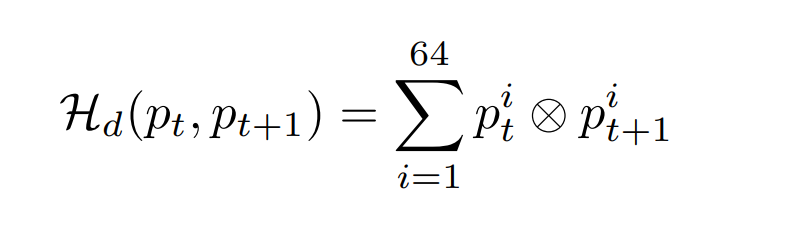 $\mathcal{H}_d(p_t, p_{t+1}) = \sum_{i=1}^{64} p_t^i \otimes p_{t+1}^i$